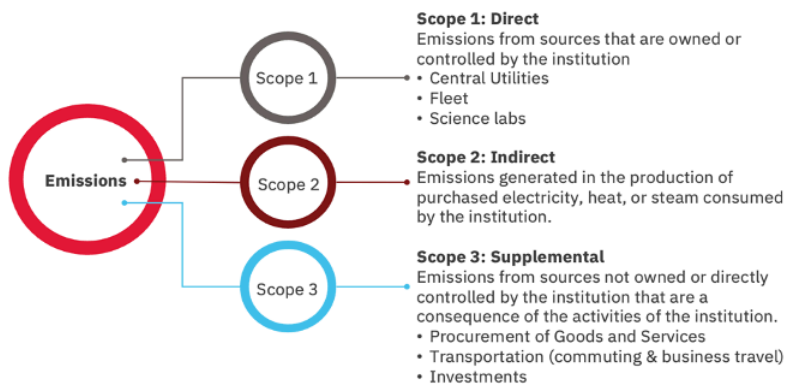 Emissions
Scope 1
Scope 2
Scope 3
Scope 1: Direct
Emissions from sources that are owned or
controlled by the institution
• Central Utilities
• Fleet
• Science labs
Scope 2: Indirect
Emissions generated in the production of
purchased electricity, heat, or steam consumed
by the institution.
Scope 3: Supplemental
Emissions from sources not owned or directly
controlled by the institution that are a
consequence of the activities of the institution.
• Procurement of Goods and Services
• Transportation (commuting & business travel)
• Investments